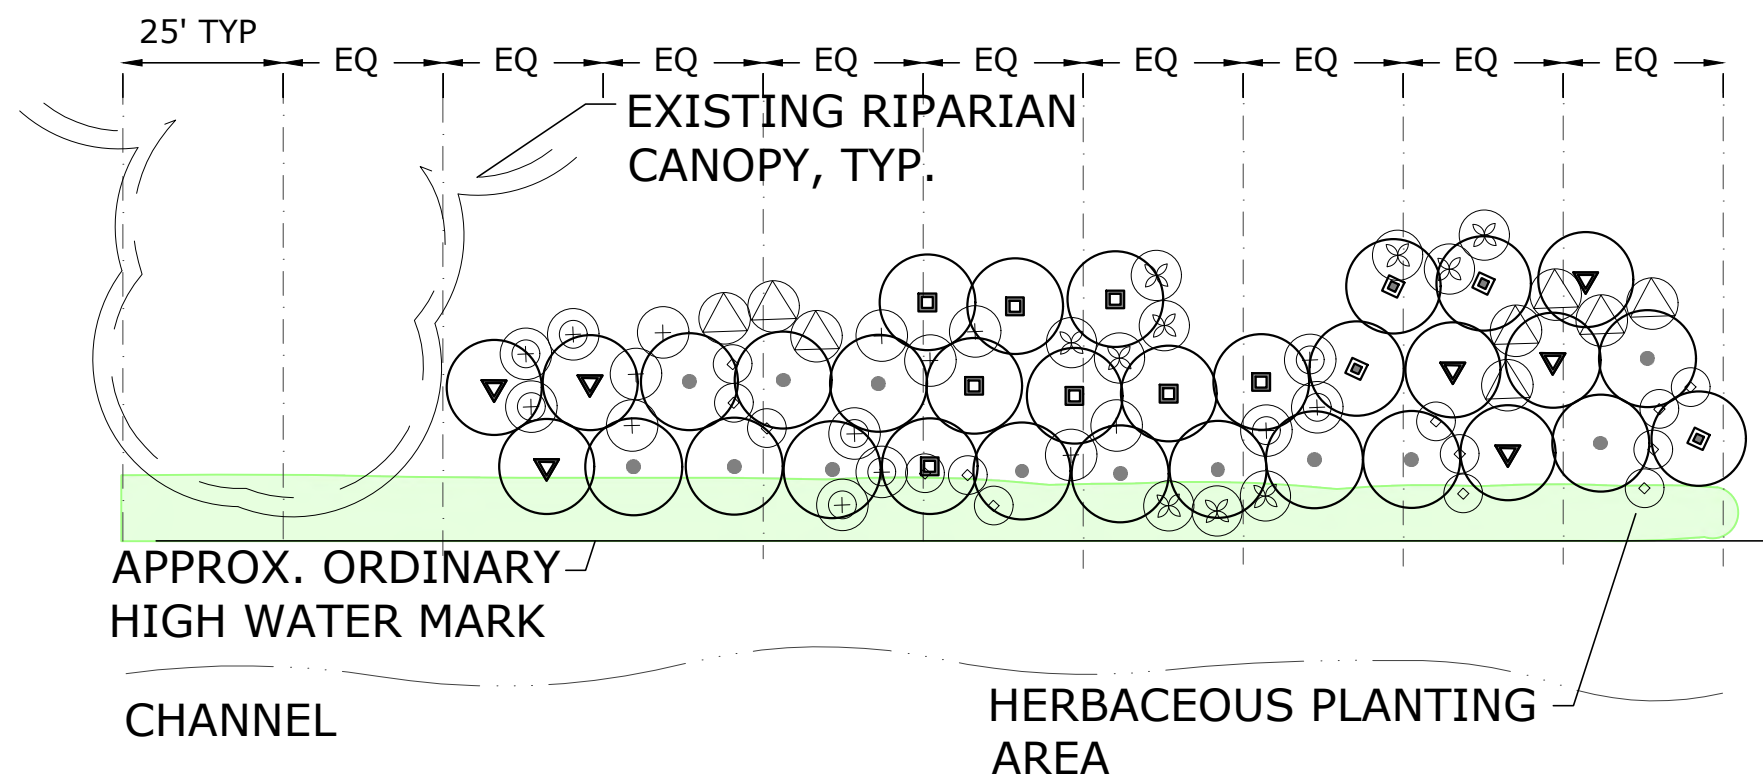 25' TYP
EQ EQ EQ EQ EQ EQ EQ EQ EQ
EXISTING RIPARIAN
CANOPY, TYP.
APPROX. ORDINARY
HIGH WATER MARK
CHANNEL
HERBACEOUS PLANTING
AREA